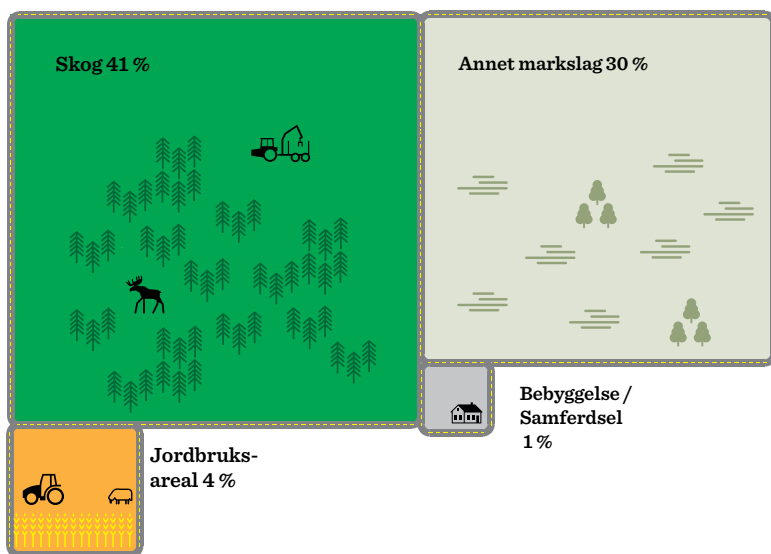 Skog 41 %
Annet markslag 30 %
Bebyggelse /
Samferdsel
1 %
Jordbruks-
areal 4 %